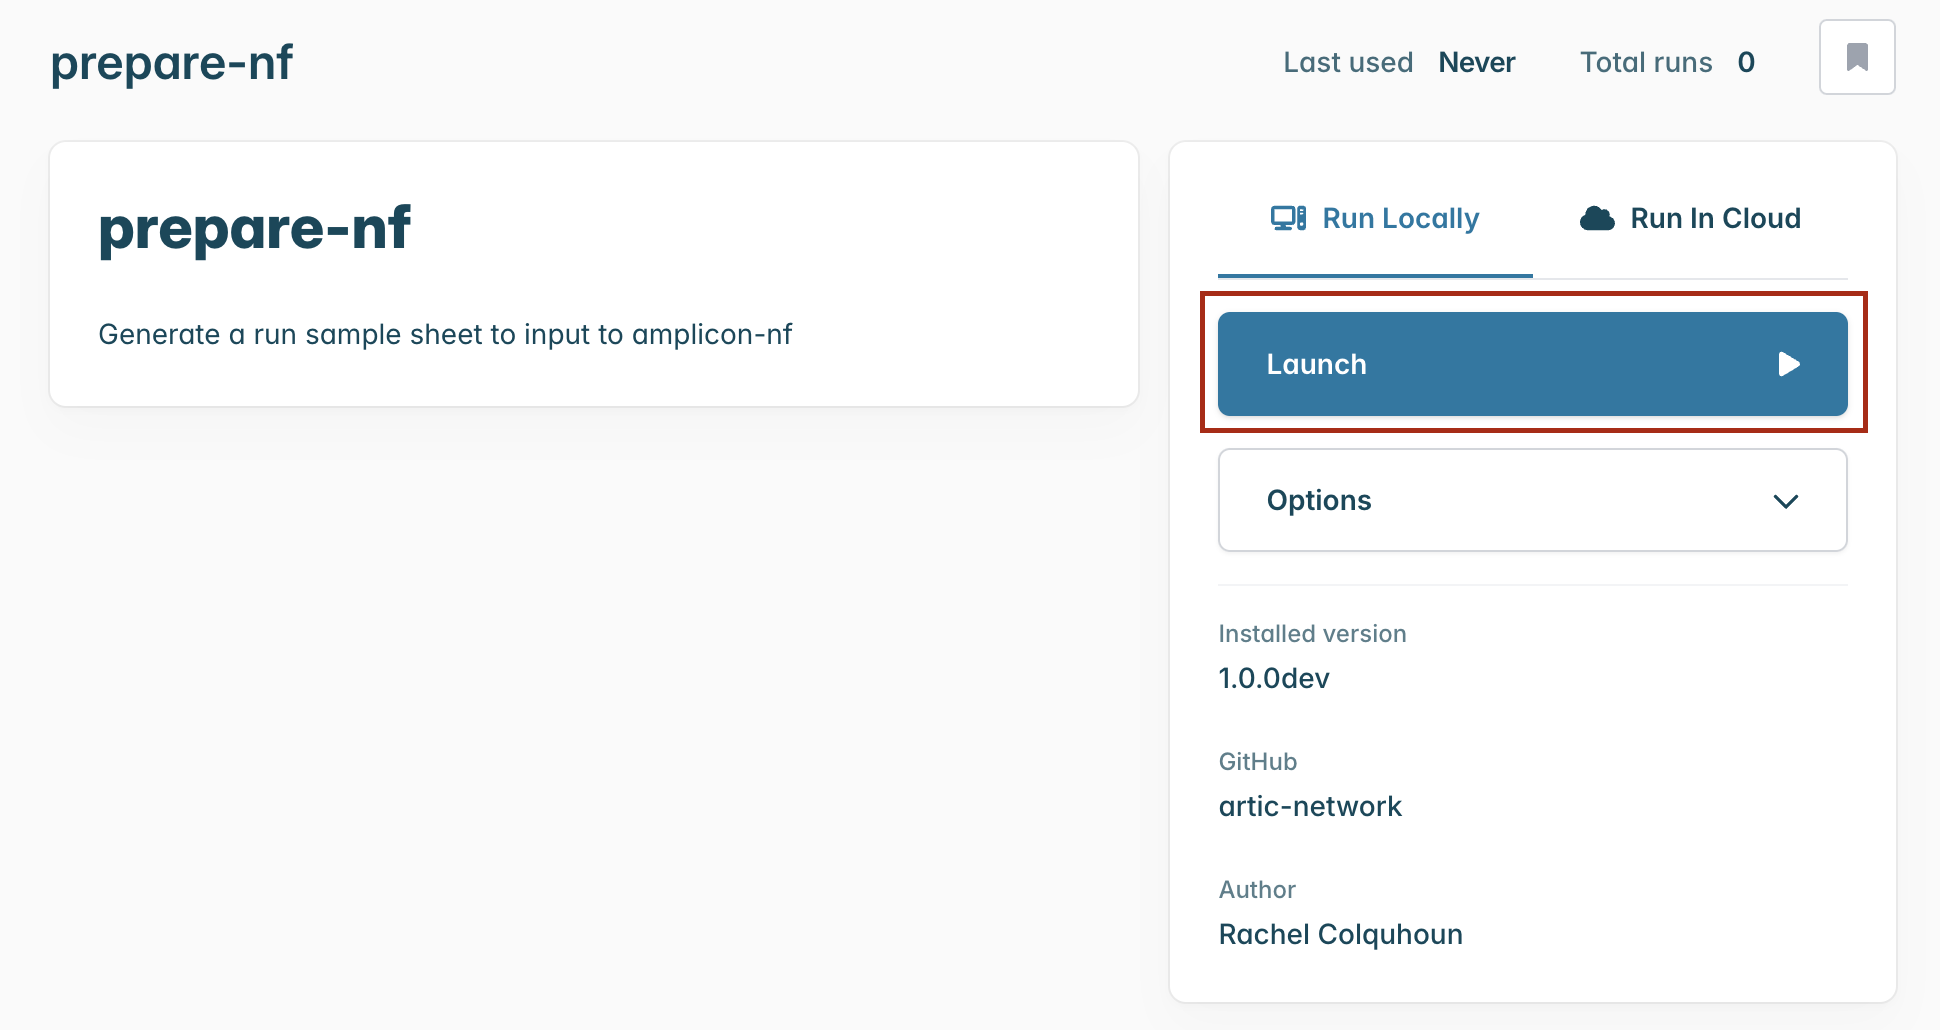 prepare-nf
Last used Never Total runs 0
prepare-nf
Generate a run sample sheet to input to amplicon-nf
Run Locally Run In Cloud
Launch
Options
Installed version
1.0.0dev
GitHub
artic-network
Author
Rachel Colquhoun